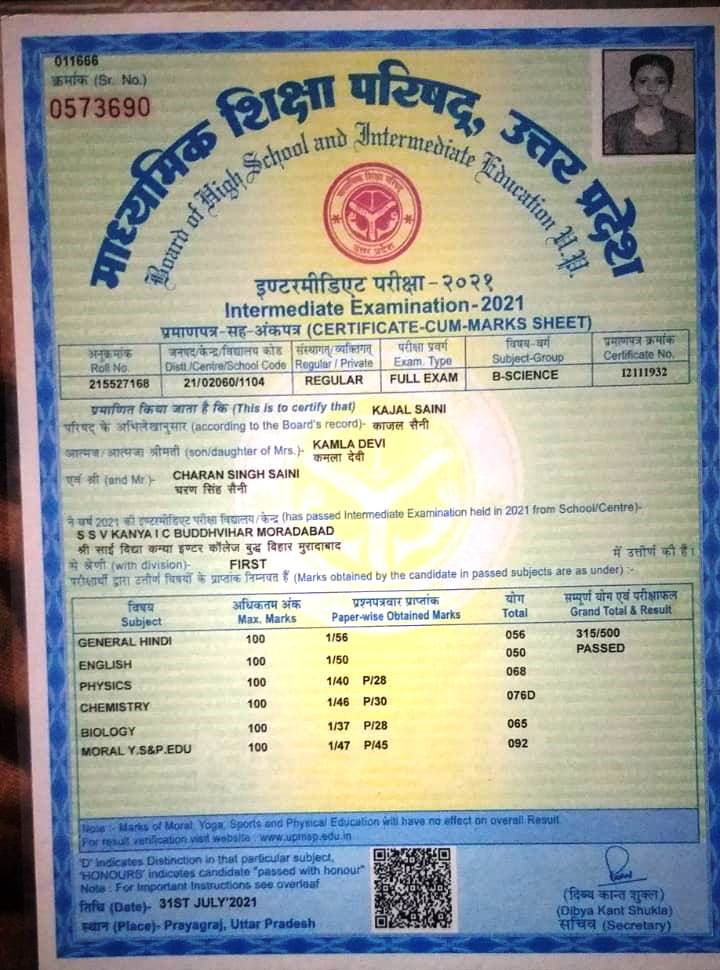 011666
क्रमांक (Sr. No.)
0573690
माध्यमिक शिक्षा परिषद्, उत्तर प्रदेश
Board of High School and Intermediate Education U.P.
माध्यमिक शिक्षा परिषद्
उत्तर प्रदेश
इण्टरमीडिएट परीक्षा-२०२१
Intermediate Examination-2021
प्रमाणपत्र-सह-अंकपत्र (CERTIFICATE-CUM-MARKS SHEET)
अनुक्रमांक जनपद/केन्द्र/विद्यालय कोड संस्थागत/व्यक्तिगत परीक्षा प्रवर्ग विषय-वर्ग प्रमाणपत्र क्रमांक
Roll No. Distt./Centre/School Code Regular / Private Exam. Type Subject-Group Certificate No.
215527168 21/02060/1104 REGULAR FULL EXAM B-SCIENCE I2111932
प्रमाणित किया जाता है कि (This is to certify that) KAJAL SAINI
परिषद के अभिलेखानुसार (according to the Board's record)- काजल सैनी
आत्मज/आत्मजा श्रीमती (son/daughter of Mrs.)- KAMLA DEVI
कमला देवी
एवं श्री (and Mr.)- CHARAN SINGH SAINI
चरण सिंह सैनी
ने वर्ष 2021 की इण्टरमीडिएट परीक्षा विद्यालय/केन्द्र (has passed Intermediate Examination held in 2021 from School/Centre)-
S S V KANYA I C BUDDHVIHAR MORADABAD
श्री साई विद्या कन्या इण्टर कॉलेज बुद्ध विहार मुरादाबाद में उत्तीर्ण की है।
से श्रेणी (with division)- FIRST
परीक्षार्थी द्वारा उत्तीर्ण विषयों के प्राप्तांक निम्नवत हैं (Marks obtained by the candidate in passed subjects are as under) :-
विषय अधिकतम अंक प्रश्नपत्रवार प्राप्तांक योग सम्पूर्ण योग एवं परीक्षाफल
Subject Max. Marks Paper-wise Obtained Marks Total Grand Total & Result
GENERAL HINDI 100 1/56 056 315/500
ENGLISH 100 1/50 050 PASSED
PHYSICS 100 1/40 P/28 068
CHEMISTRY 100 1/46 P/30 076D
BIOLOGY 100 1/37 P/28 065
MORAL Y.S&P.EDU 100 1/47 P/45 092
Note :- Marks of Moral, Yoga, Sports and Physical Education will have no effect on overall Result.
For result verification visit website : www.upmsp.edu.in
'D' Indicates Distinction in that particular subject,
'HONOURS' indicates candidate "passed with honour"
Note : For Important Instructions see overleaf
तिथि (Date)- 31ST JULY'2021
स्थान (Place)- Prayagraj, Uttar Pradesh
(दिव्य कान्त शुक्ल)
(Dibya Kant Shukla)
सचिव (Secretary)